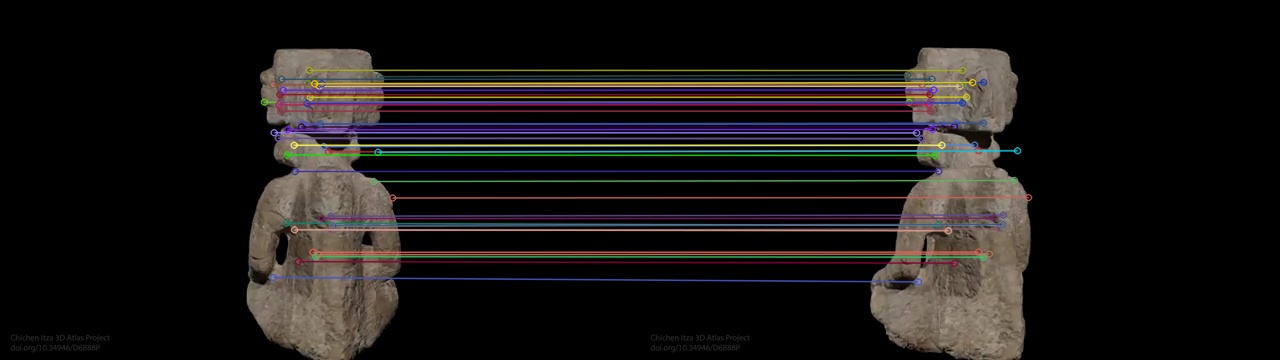 Chichen Itza 3D Atlas Project
doi.org/10.34946/D6B88P
Chichen Itza 3D Atlas Project
doi.org/10.34946/D6B88P